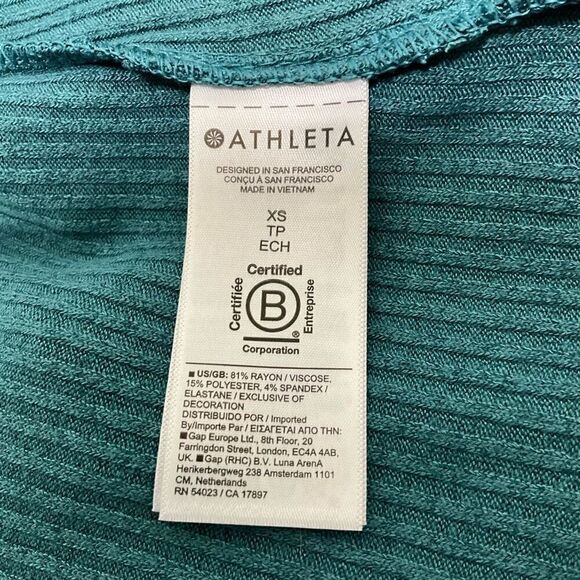 ATHLETA
DESIGNED IN SAN FRANCISCO
CONÇU À SAN FRANCISCO
MADE IN VIETNAM
XS
TP
ECH
Certified
Certifiée
B
Entreprise
Corporation
■ US/GB: 81% RAYON / VISCOSE,
15% POLYESTER, 4% SPANDEX /
ELASTANE / EXCLUSIVE OF
DECORATION
DISTRIBUIDO POR / Imported
By/Importe Par / ΕΙΣΑΓΕΤΑΙ ΑΠΟ ΤΗΝ:
■Gap Europe Ltd., 8th Floor, 20
Farringdon Street, London, EC4A 4AB,
UK. ■Gap (RHC) B.V. Luna ArenA
Herikerbergweg 238 Amsterdam 1101
CM, Netherlands
RN 54023 / CA 17897